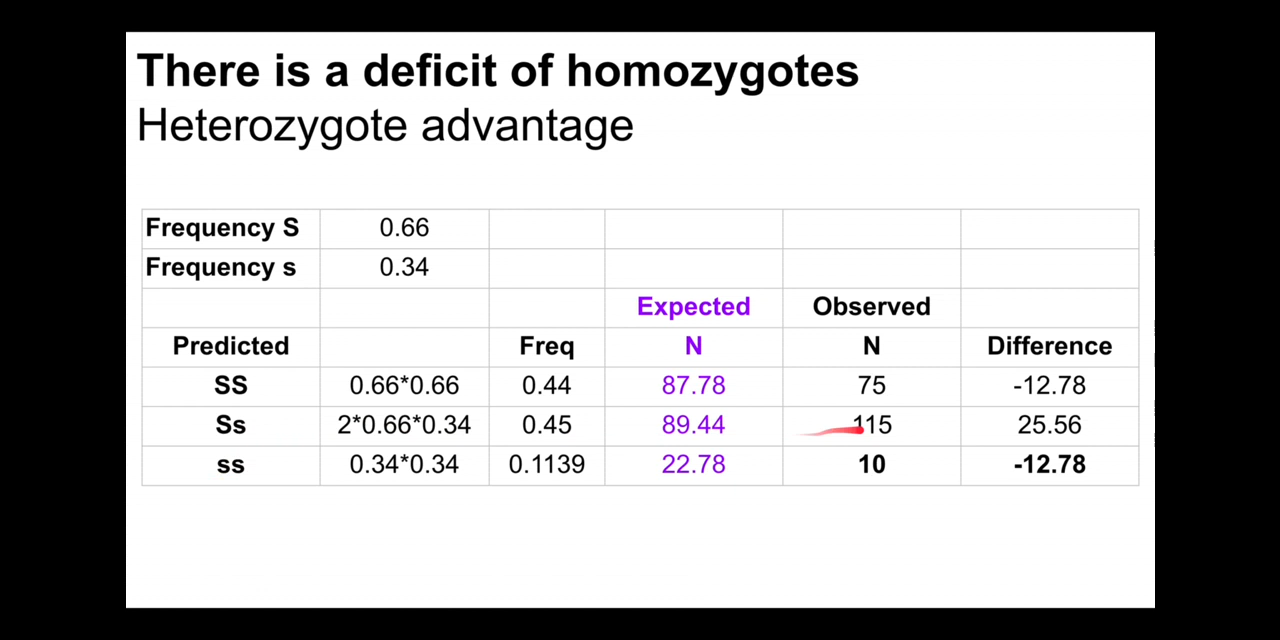 There is a deficit of homozygotes
Heterozygote advantage
Frequency S 0.66
Frequency s 0.34
Expected Observed
Predicted Freq N N Difference
SS 0.66*0.66 0.44 87.78 75 -12.78
Ss 2*0.66*0.34 0.45 89.44 115 25.56
ss 0.34*0.34 0.1139 22.78 10 -12.78